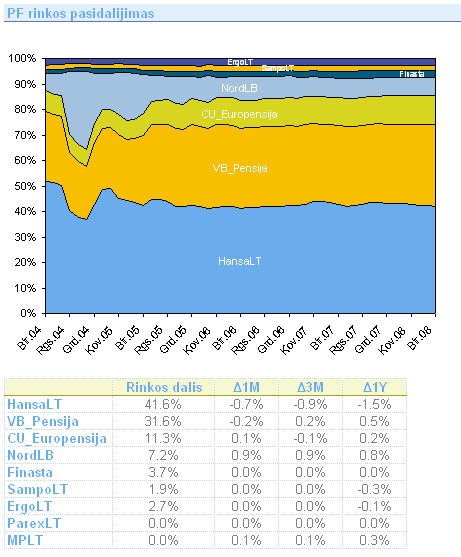 PF rinkos pasidalijimas
100%
90%
80%
70%
60%
50%
40%
30%
20%
10%
0%
ErgoLT
SampoLT
Finasta
NordLB
CU_Europensija
VB_Pensija
HansaLT
Bir.04 Rgs.04 Grd.04 Kov.05 Bir.05 Rgs.05 Grd.05 Kov.06 Bir.06 Rgs.06 Grd.06 Kov.07 Bir.07 Rgs.07 Grd.07 Kov.08 Bir.08
Rinkos dalis Δ1M Δ3M Δ1Y
HansaLT 41.6% -0.7% -0.9% -1.5%
VB_Pensija 31.6% -0.2% 0.2% 0.5%
CU_Europensija 11.3% 0.1% -0.1% 0.2%
NordLB 7.2% 0.9% 0.9% 0.8%
Finasta 3.7% 0.0% 0.0% 0.0%
SampoLT 1.9% 0.0% 0.0% -0.3%
ErgoLT 2.7% 0.0% 0.0% -0.1%
ParexLT 0.0% 0.0% 0.0% 0.0%
MPLT 0.0% 0.1% 0.1% 0.3%